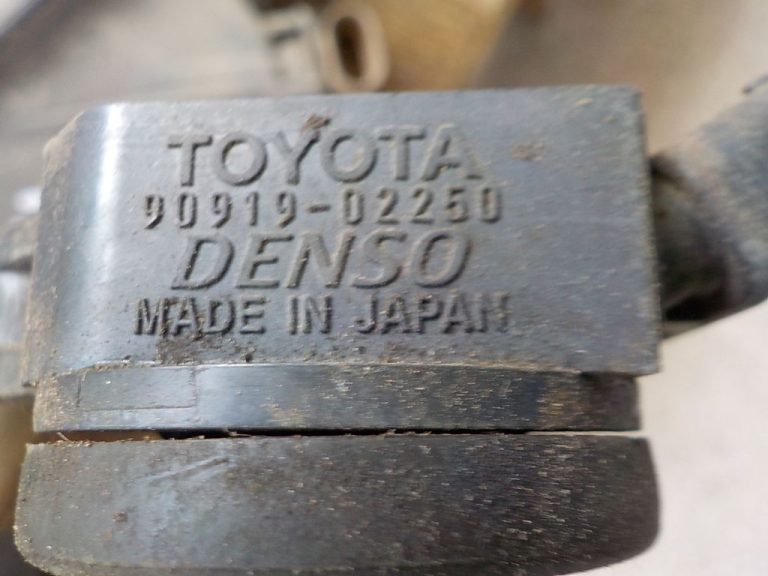 TOYOTA
90919-02250
DENSO
MADE IN JAPAN